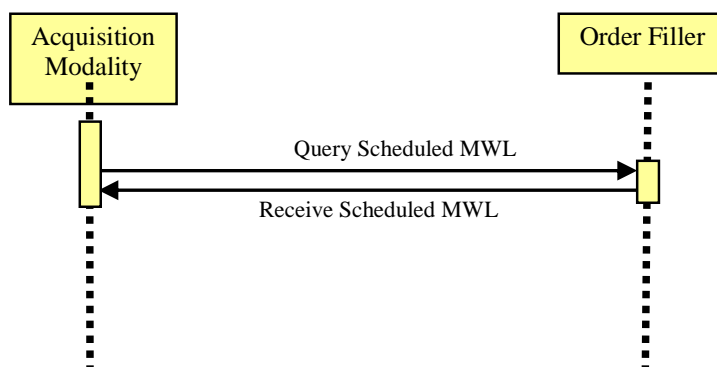 Acquisition
Modality
Order Filler
Query Scheduled MWL
Receive Scheduled MWL